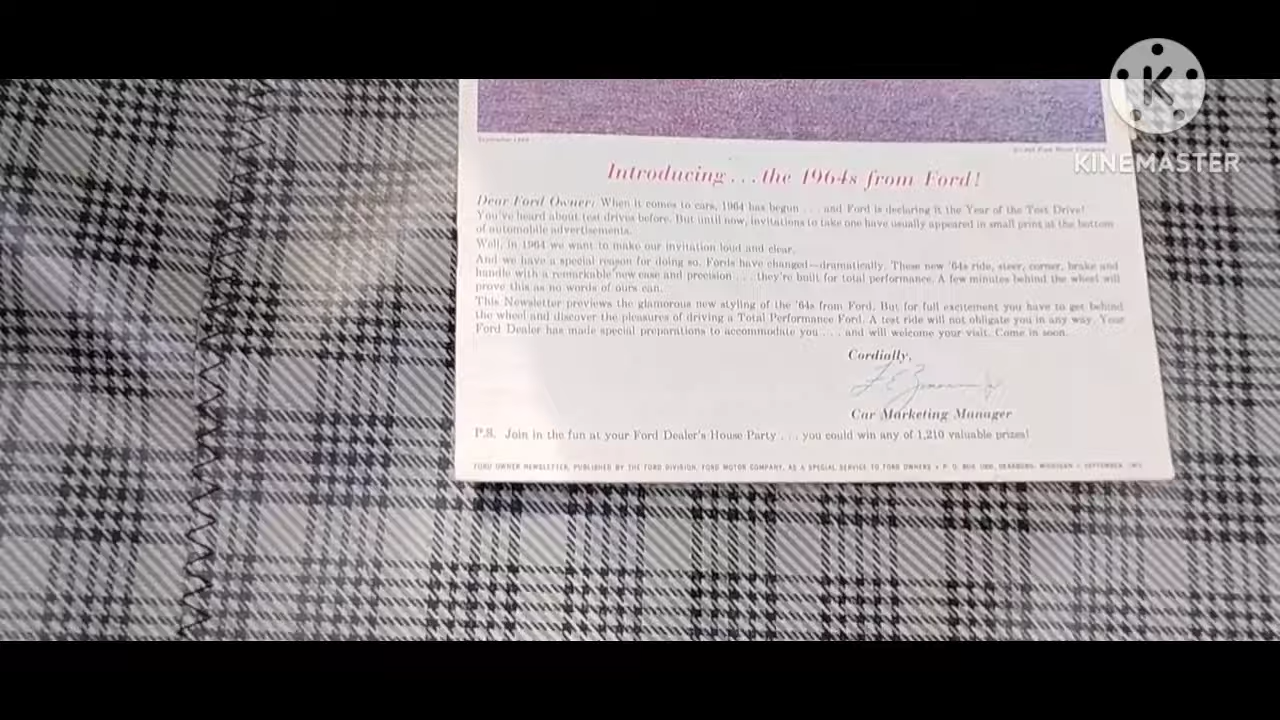 KINEMASTER
September 1963
Introducing . . . the 1964s from Ford!
Dear Ford Owner: When it comes to cars, 1964 has begun . . . and Ford is declaring it the Year of the Test Drive!
You've heard about test drives before. But until now, invitations to take one have usually appeared in small print at the bottom
of automobile advertisements.
Well, in 1964 we want to make our invitation loud and clear.
And we have a special reason for doing so. Fords have changed—dramatically. These new '64s ride, steer, corner, brake and
handle with a remarkable new ease and precision . . . they're built for total performance. A few minutes behind the wheel will
prove this as no words of ours can.
This Newsletter previews the glamorous new styling of the '64s from Ford. But for full excitement you have to get behind
the wheel and discover the pleasures of driving a Total Performance Ford. A test ride will not obligate you in any way. Your
Ford Dealer has made special preparations to accommodate you . . . and will welcome your visit. Come in soon.
Cordially,
Car Marketing Manager
P.S. Join in the fun at your Ford Dealer's House Party . . . you could win any of 1,210 valuable prizes!
FORD OWNER NEWSLETTER, PUBLISHED BY THE FORD DIVISION, FORD MOTOR COMPANY, AS A SPECIAL SERVICE TO FORD OWNERS • P. O. BOX DEARBORN, MICHIGAN • SEPTEMBER